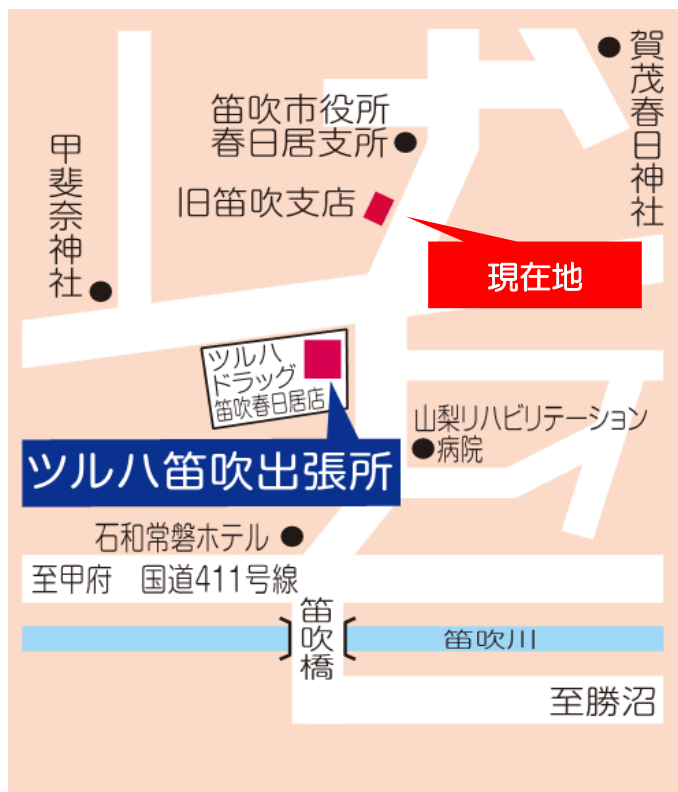 賀茂春日神社
笛吹市役所
春日居支所
甲斐奈神社
旧笛吹支店
現在地
ツルハ
ドラッグ
笛吹春日居店
山梨リハビリテーション
病院
ツルハ笛吹出張所
石和常磐ホテル
至甲府　国道411号線
笛吹橋
笛吹川
至勝沼